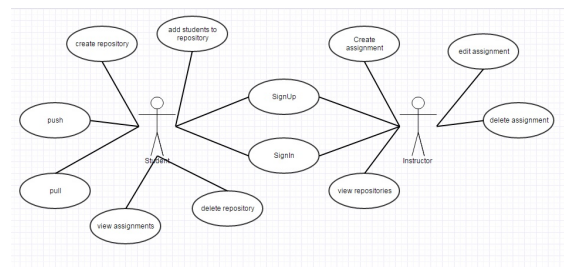 create repository
add students to
repository
Create
assignment
edit assignment
SignUp
push
delete assignment
SignIn
Student
Instructor
pull
view repositories
delete repository
view assignments